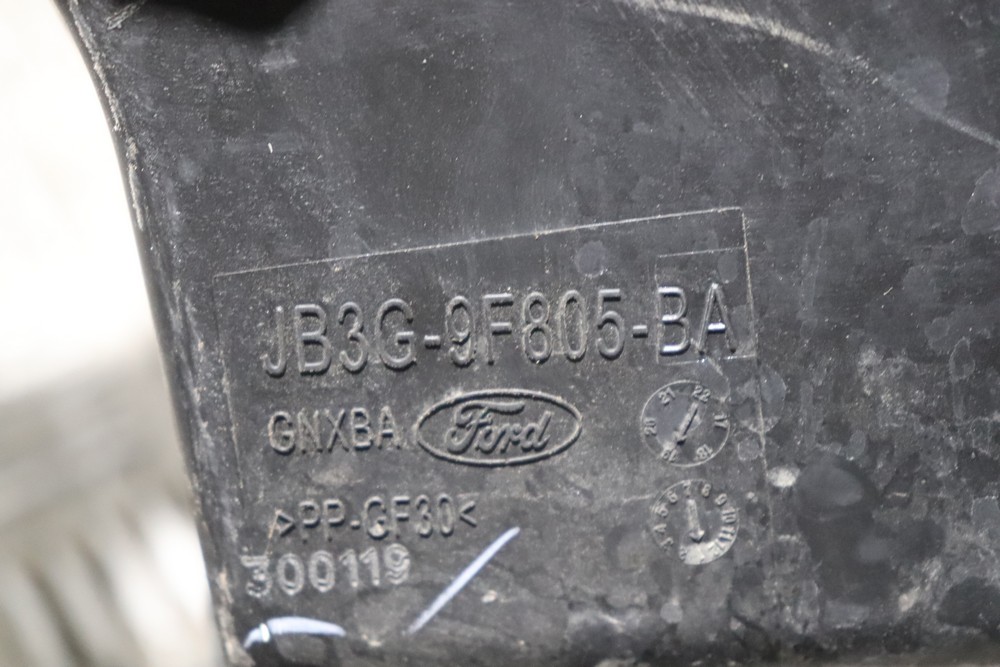 JB3G-9F805-BA
GNXBA Ford
>PP-GF30<
300119